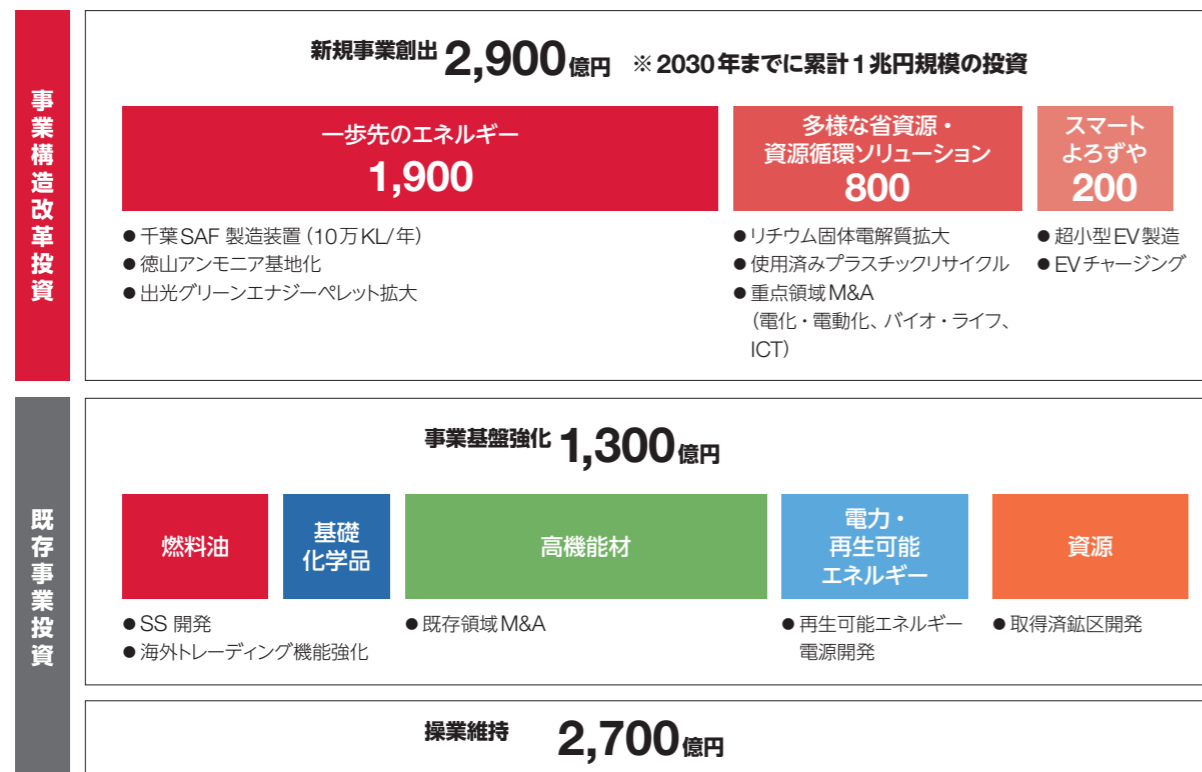 事業構造改革投資
新規事業創出 2,900億円 ※2030年までに累計1兆円規模の投資
一歩先のエネルギー
1,900
●千葉SAF 製造装置（10万KL/年）
●徳山アンモニア基地化
●出光グリーンエナジーペレット拡大
多様な省資源・
資源循環ソリューション
800
●リチウム固体電解質拡大
●使用済みプラスチックリサイクル
●重点領域M&A
（電化・電動化、バイオ・ライフ、
ICT）
スマート
よろずや
200
●超小型EV製造
●EVチャージング
既存事業投資
事業基盤強化 1,300億円
燃料油
基礎
化学品
●SS 開発
●海外トレーディング機能強化
高機能材
●既存領域M&A
電力・
再生可能
エネルギー
●再生可能エネルギー
電源開発
資源
●取得済鉱区開発
操業維持 2,700億円